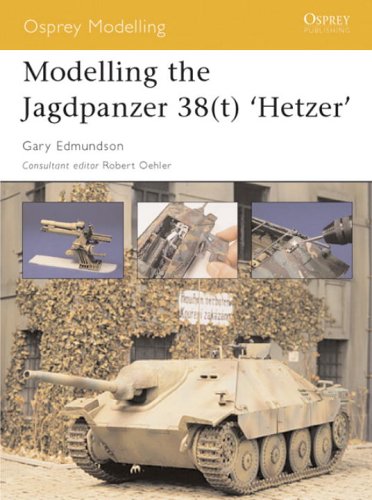 Osprey Modelling
OSPREY
PUBLISHING
Modelling the
Jagdpanzer 38(t) ‘Hetzer’
Gary Edmundson
Consultant editor Robert Oehler